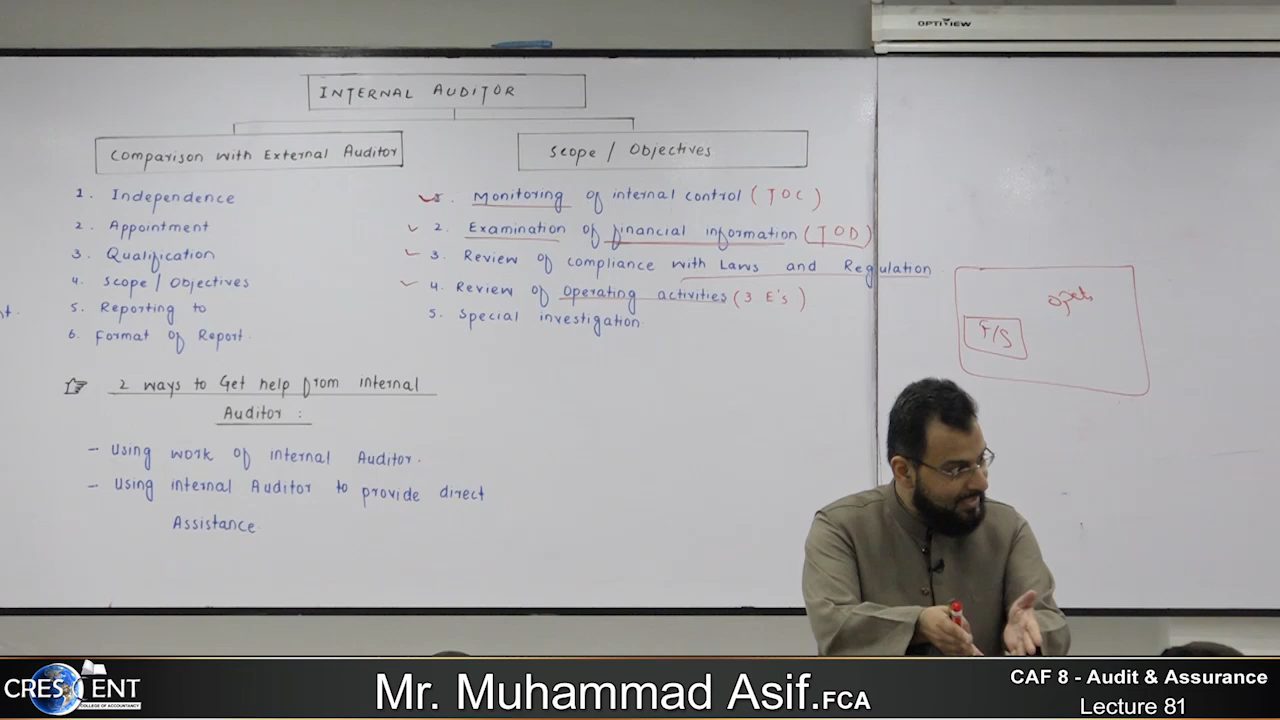 OPTIVIEW
INTERNAL AUDITOR
Comparison with External Auditor
1. Independence
2. Appointment
3. Qualification
4. Scope / Objectives
5. Reporting to
6. Format of Report
Scope / Objectives
1. Monitoring of internal control (TOC)
2. Examination of financial information (TOD)
3. Review of compliance with Laws and Regulation
4. Review of Operating activities (3 E's)
5. Special investigation
F/S
2 ways to Get help from internal
Auditor :
- Using work of internal Auditor.
- Using internal Auditor to provide direct
Assistance
CRESCENT
COLLEGE OF ACCOUNTANCY
Mr. Muhammad Asif.FCA
CAF 8 - Audit & Assurance
Lecture 81